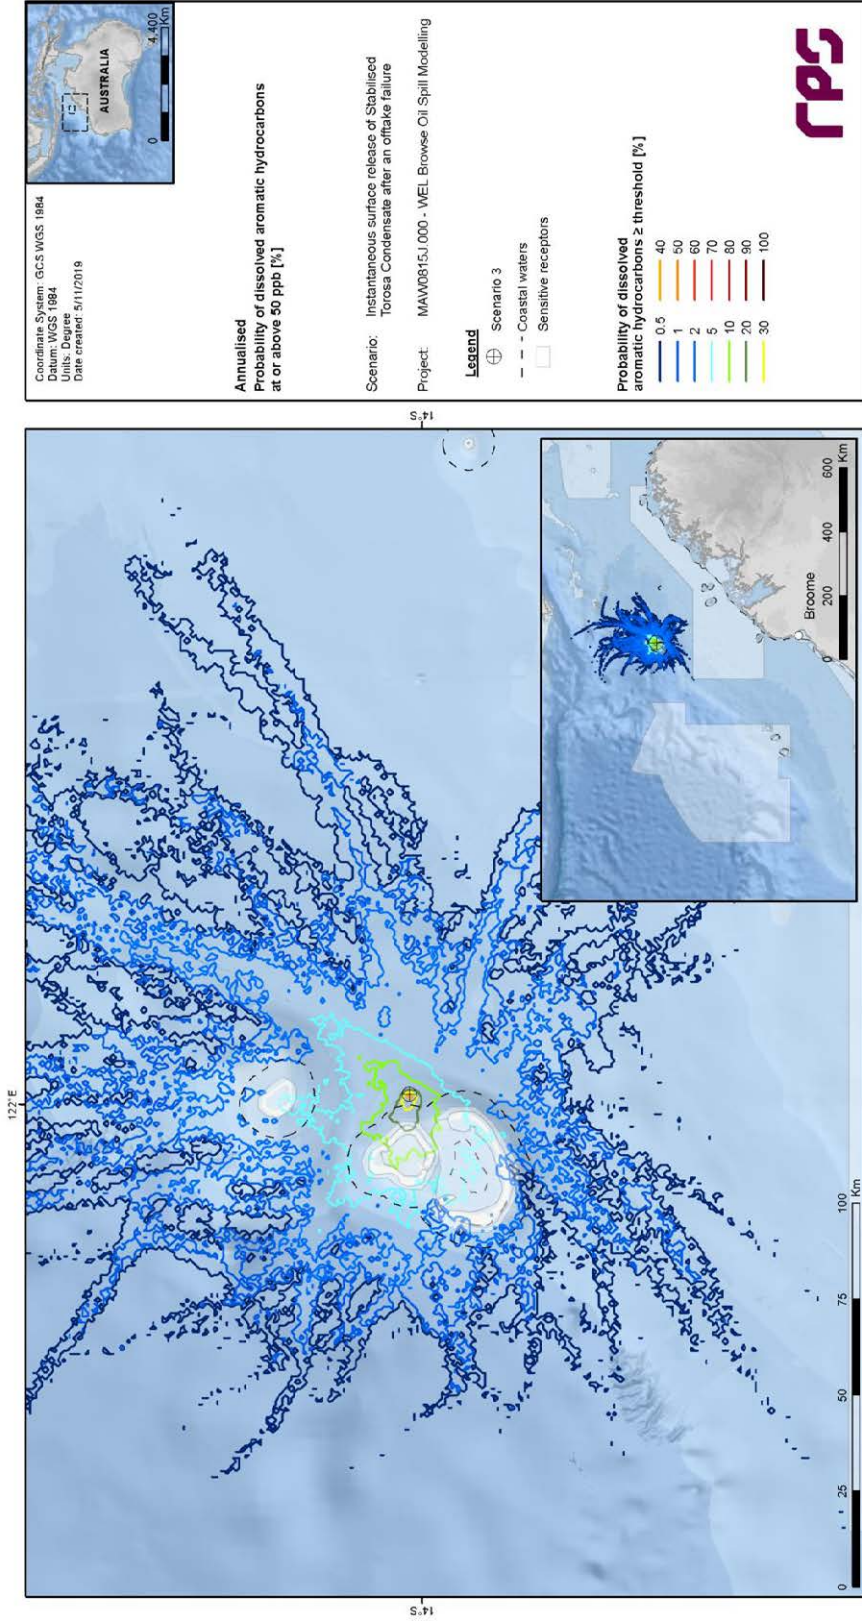 Coordinate System: GCS WGS 1984
Datum: WGS 1984
Units: Degree
Date created: 5/11/2019
AUSTRALIA
0
4,400
Km
Annualised
Probability of dissolved aromatic hydrocarbons
at or above 50 ppb [%]
Scenario: Instantaneous surface release of Stabilised
Torosa Condensate after an offtake failure
Project: MAW0815J.000 - WEL Browse Oil Spill Modelling
Legend
Scenario 3
Coastal waters
Sensitive receptors
Probability of dissolved
aromatic hydrocarbons ≥ threshold [%]
0.5 40
1 50
2 60
5 70
10 80
20 90
30 100
rps
122°E
14°S
14°S
0 25 50 75 100
Km
Broome
0 200 400 600
Km